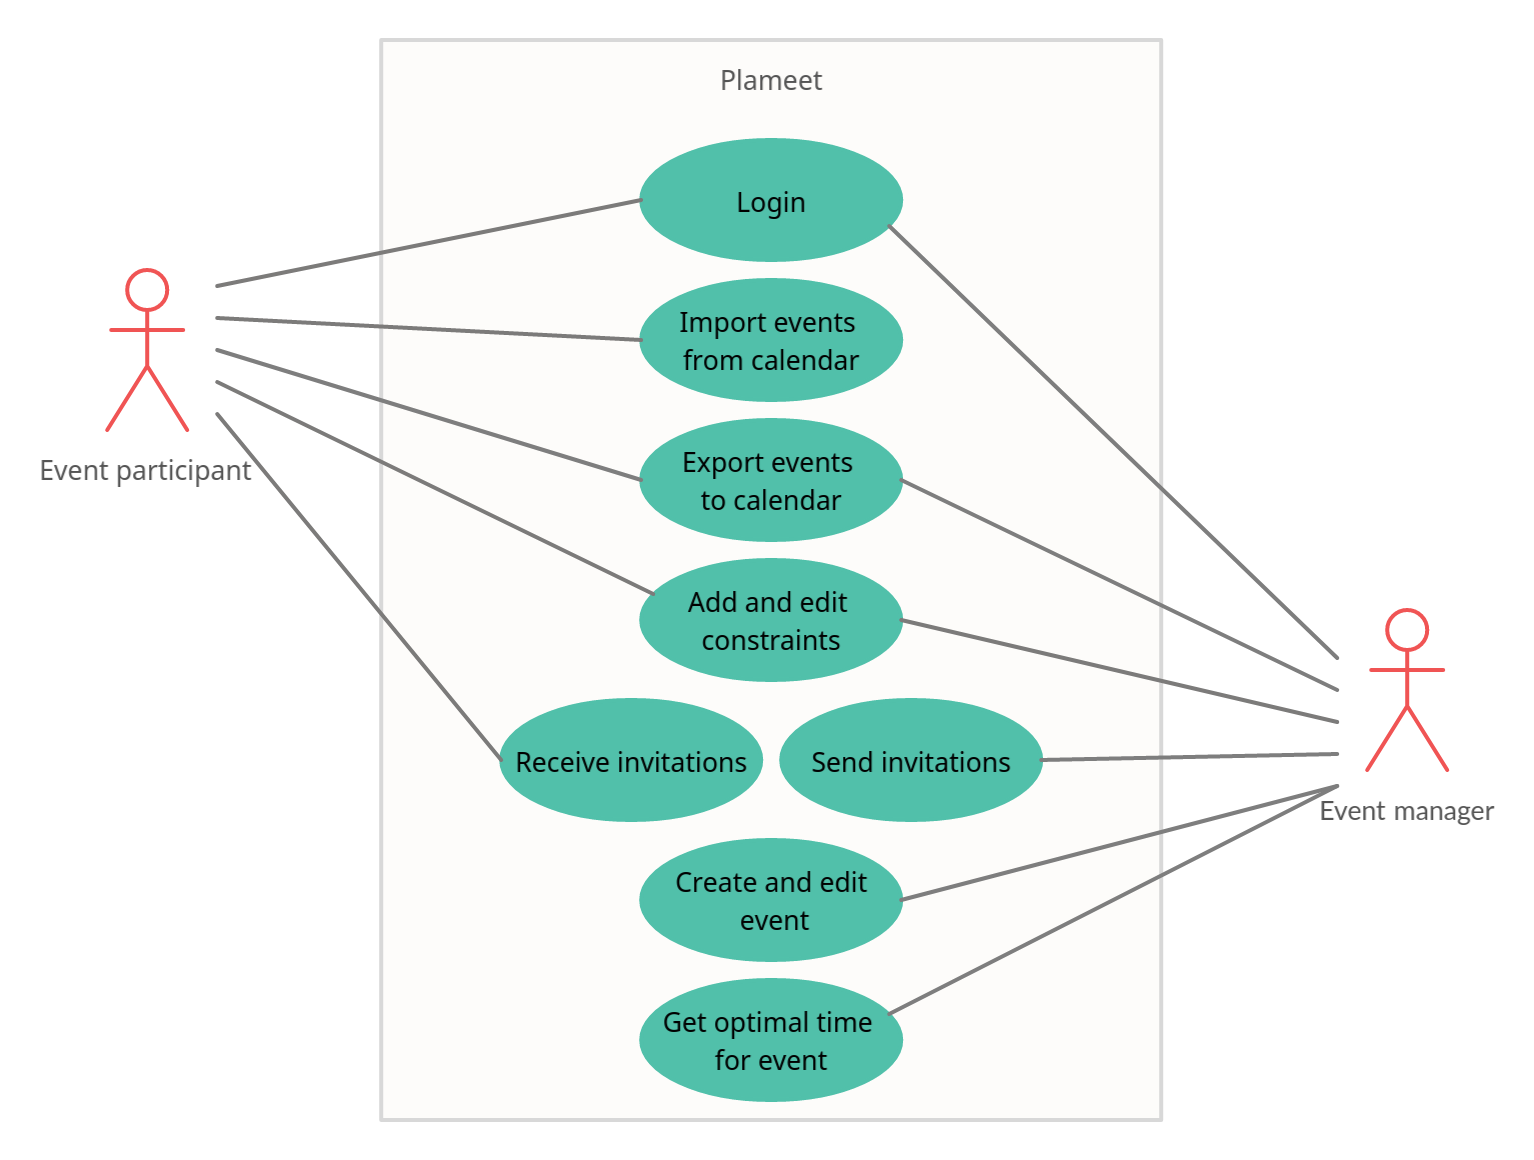 Plameet
Login
Import events
from calendar
Export events
to calendar
Event participant
Add and edit
constraints
Receive invitations
Send invitations
Event manager
Create and edit
event
Get optimal time
for event